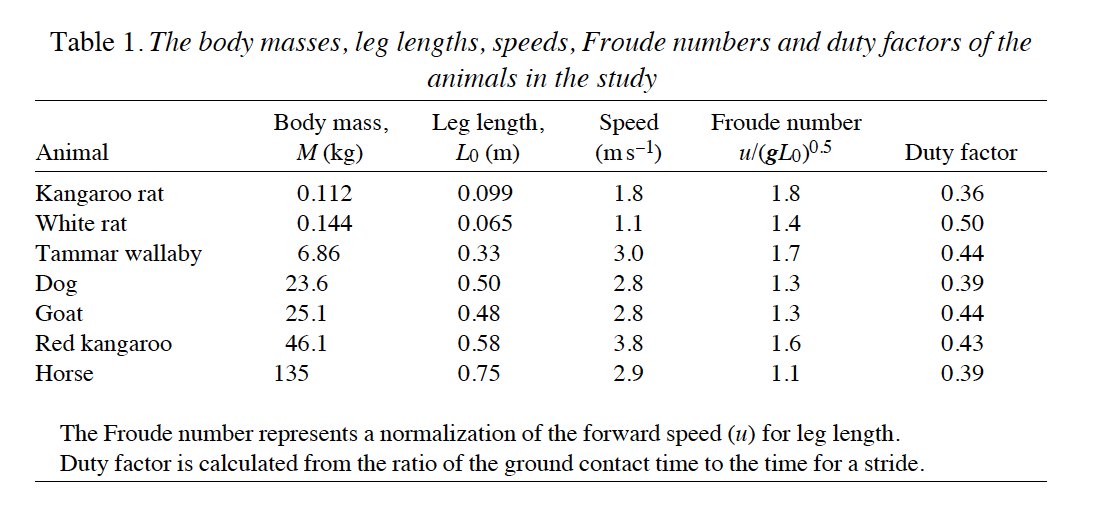 Table 1. The body masses, leg lengths, speeds, Froude numbers and duty factors of the
animals in the study
Body mass, Leg length, Speed Froude number
Animal M (kg) L0 (m) (m s−1) u/(gL0)0.5 Duty factor
Kangaroo rat 0.112 0.099 1.8 1.8 0.36
White rat 0.144 0.065 1.1 1.4 0.50
Tammar wallaby 6.86 0.33 3.0 1.7 0.44
Dog 23.6 0.50 2.8 1.3 0.39
Goat 25.1 0.48 2.8 1.3 0.44
Red kangaroo 46.1 0.58 3.8 1.6 0.43
Horse 135 0.75 2.9 1.1 0.39
The Froude number represents a normalization of the forward speed (u) for leg length.
Duty factor is calculated from the ratio of the ground contact time to the time for a stride.